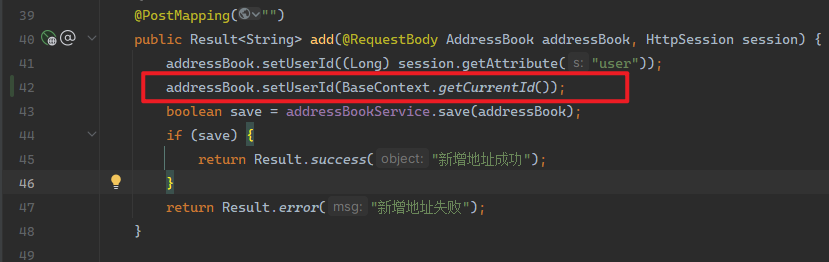 39 @PostMapping("")
40 public Result<String> add(@RequestBody AddressBook addressBook, HttpSession session) {
41 addressBook.setUserId((Long) session.getAttribute( s: "user"));
42 addressBook.setUserId(BaseContext.getCurrentId());
43 boolean save = addressBookService.save(addressBook);
44 if (save) {
45 return Result.success( object: "新增地址成功");
46 }
47 return Result.error( msg: "新增地址失败");
48 }
49